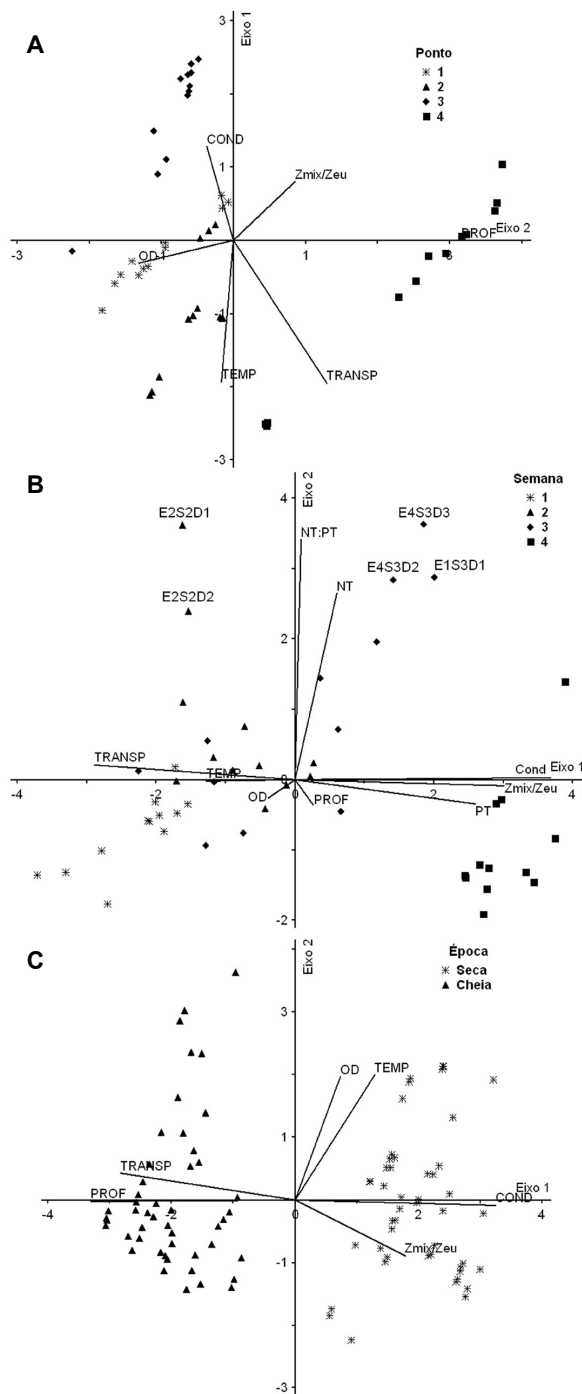 A
Eixo 1
3
Ponto
1
2
3
4
1
COND
Zmix/Zeu
PROF
Eixo 2
1
3
OD
-1
-1
TEMP
TRANSP
-3
B
Eixo 2
4
Semana
1
2
3
4
E2S2D1
E4S3D3
NT:PT
E4S3D2
E1S3D1
NT
E2S2D2
2
TRANSP
TEMP
Cond
Eixo 1
-4
-2
0
2
4
Zmix/Zeu
OD
PROF
PT
-2
C
Eixo 2
Época
Seca
Cheia
3
OD
TEMP
1
TRANSP
PROF
Eixo 1
COND
-4
-2
0
2
4
Zmix/Zeu
-1
-3